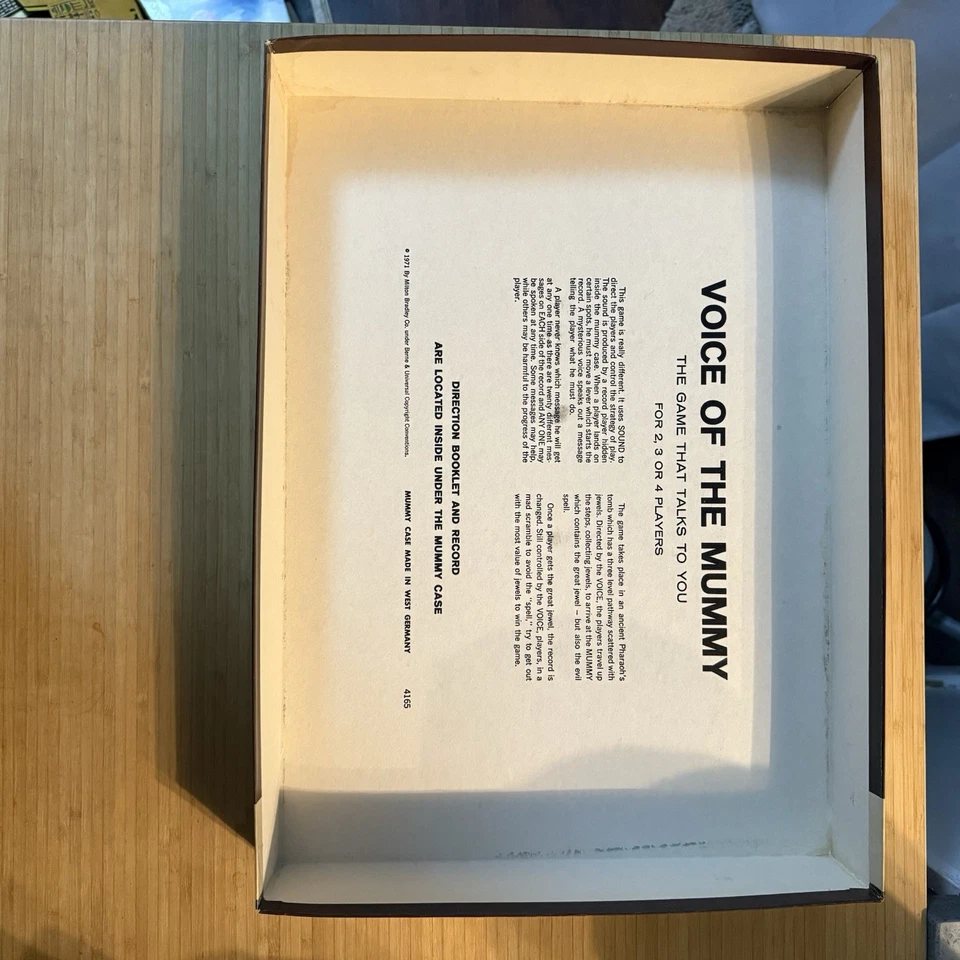 VOICE OF THE MUMMY
THE GAME THAT TALKS TO YOU
FOR 2, 3 OR 4 PLAYERS
This game is really different. It uses SOUND to
direct the players and control the strategy of play.
The sound is produced by a record player hidden
inside the mummy case. When a player lands on
certain spots, he must move a lever which starts the
record. A mysterious voice speaks out a message
telling the player what he must do.
A player never knows which message he will get
at any one time as there are twenty different mes-
sages on EACH side of the record and ANY ONE may
be spoken at any time. Some messages may help,
while others may be harmful to the progress of the
player.
The game takes place in an ancient Pharaoh's
tomb which has a three level pathway scattered with
jewels. Directed by the VOICE, the players travel up
the steps, collecting jewels, to arrive at the MUMMY
which contains the great jewel — but also the evil
spell.
Once a player gets the great jewel, the record is
changed. Still controlled by the VOICE, players, in a
mad scramble to avoid the "spell," try to get out
with the most value of jewels to win the game.
DIRECTION BOOKLET AND RECORD
ARE LOCATED INSIDE UNDER THE MUMMY CASE
© 1971 By Milton Bradley Co. under Berne & Universal Copyright Conventions.
MUMMY CASE MADE IN WEST GERMANY
4165